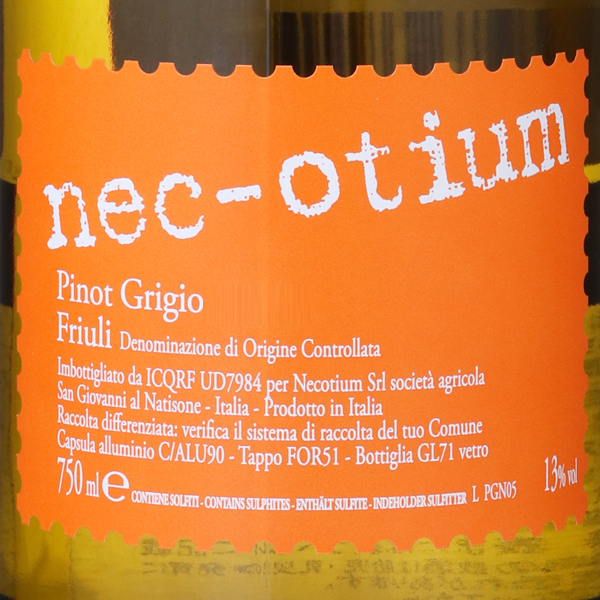 nec-otium
Pinot Grigio
Friuli Denominazione di Origine Controllata
Imbottigliato da ICQRF UD7984 per Necotium Srl società agricola
San Giovanni al Natisone - Italia - Prodotto in Italia
Raccolta differenziata: verifica il sistema di raccolta del tuo Comune
Capsula alluminio C/ALU90 - Tappo FOR51 - Bottiglia GL71 vetro
750 ml e CONTIENE SOLFITI - CONTAINS SULPHITES - ENTHÄLT SULFITE - INDEHOLDER SULFITTER L PGN05 13% vol